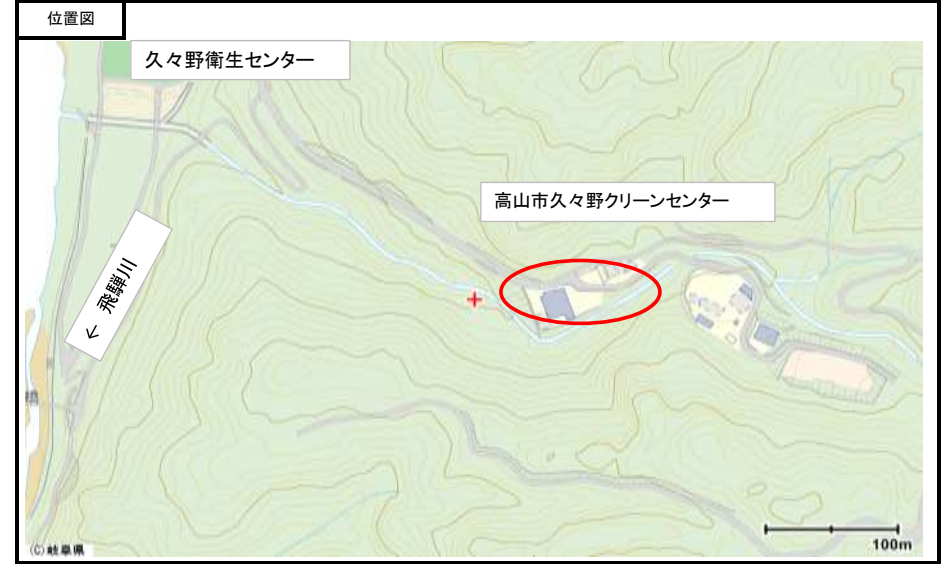 位置図
久々野衛生センター
高山市久々野クリーンセンター
← 飛騨川
100m
(C)岐阜県